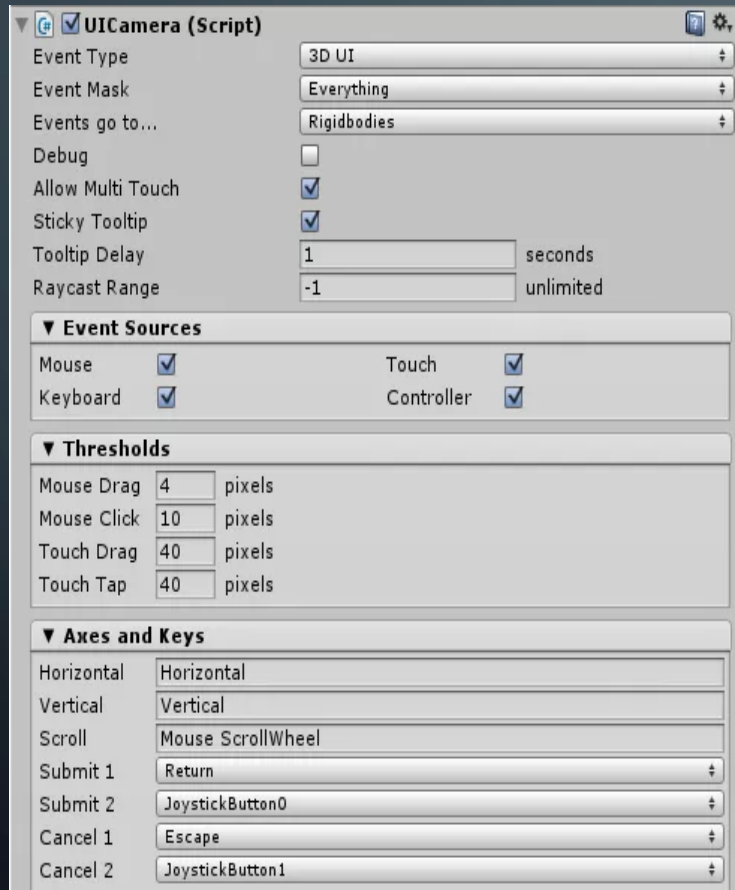 UICamera (Script)
Event Type 3D UI
Event Mask Everything
Events go to... Rigidbodies
Debug
Allow Multi Touch
Sticky Tooltip
Tooltip Delay 1 seconds
Raycast Range -1 unlimited
Event Sources
Mouse Touch
Keyboard Controller
Thresholds
Mouse Drag 4 pixels
Mouse Click 10 pixels
Touch Drag 40 pixels
Touch Tap 40 pixels
Axes and Keys
Horizontal Horizontal
Vertical Vertical
Scroll Mouse ScrollWheel
Submit 1 Return
Submit 2 JoystickButton0
Cancel 1 Escape
Cancel 2 JoystickButton1